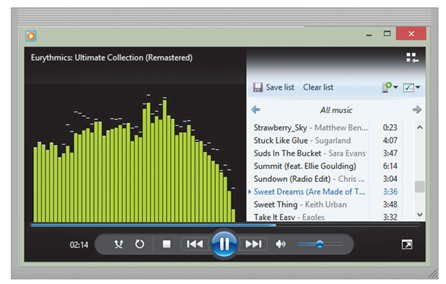 Eurythmics: Ultimate Collection (Remastered)
Save list Clear list
All music
Strawberry_Sky - Matthew Ben... 0:23
Stuck Like Glue - Sugarland 4:07
Suds In The Bucket - Sara Evans 3:47
Summit (feat. Ellie Goulding) 6:14
Sundown (Radio Edit) - Chris ... 3:04
Sweet Dreams (Are Made of T... 3:36
Sweet Thing - Keith Urban 3:48
Take It Easy - Eagles 3:32
02:14